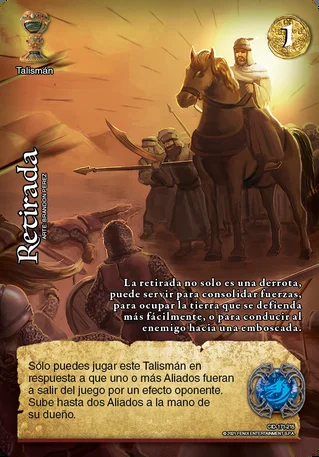 1
Talismán
Retirada
ARTE: BRANDON PEREZ
La retirada no solo es una derrota,
puede servir para consolidar fuerzas,
para ocupar la tierra que se defienda
más fácilmente, o para conducir al
enemigo hacia una emboscada.
Sólo puedes jugar este Talismán en
respuesta a que uno o más Aliados fueran
a salir del juego por un efecto oponente.
Sube hasta dos Aliados a la mano de
su dueño.
© 2021 FENIX ENTERTAINMENT S.P.A.